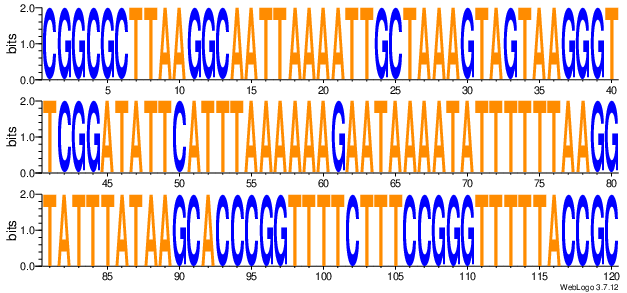 2.0
bits
1.0
0.0
CGGCGCTTAAGGCAATTAAAATTGCTAAAGTAGTAAGGGT
5 10 15 20 25 30 35 40
2.0
bits
1.0
0.0
TCGGATATTCATTTAAAAAAGAATAAAATATTTTTTAAGG
45 50 55 60 65 70 75 80
2.0
bits
1.0
0.0
TATTTATAAGCACCCGGTTTTCTTTCCGGGTTTTTACCGC
85 90 95 100 105 110 115 120
WebLogo 3.7.12